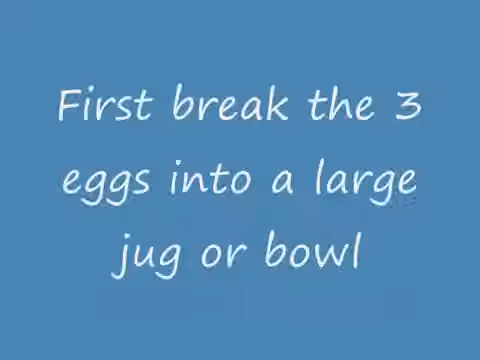 First break the 3
eggs into a large
jug or bowl